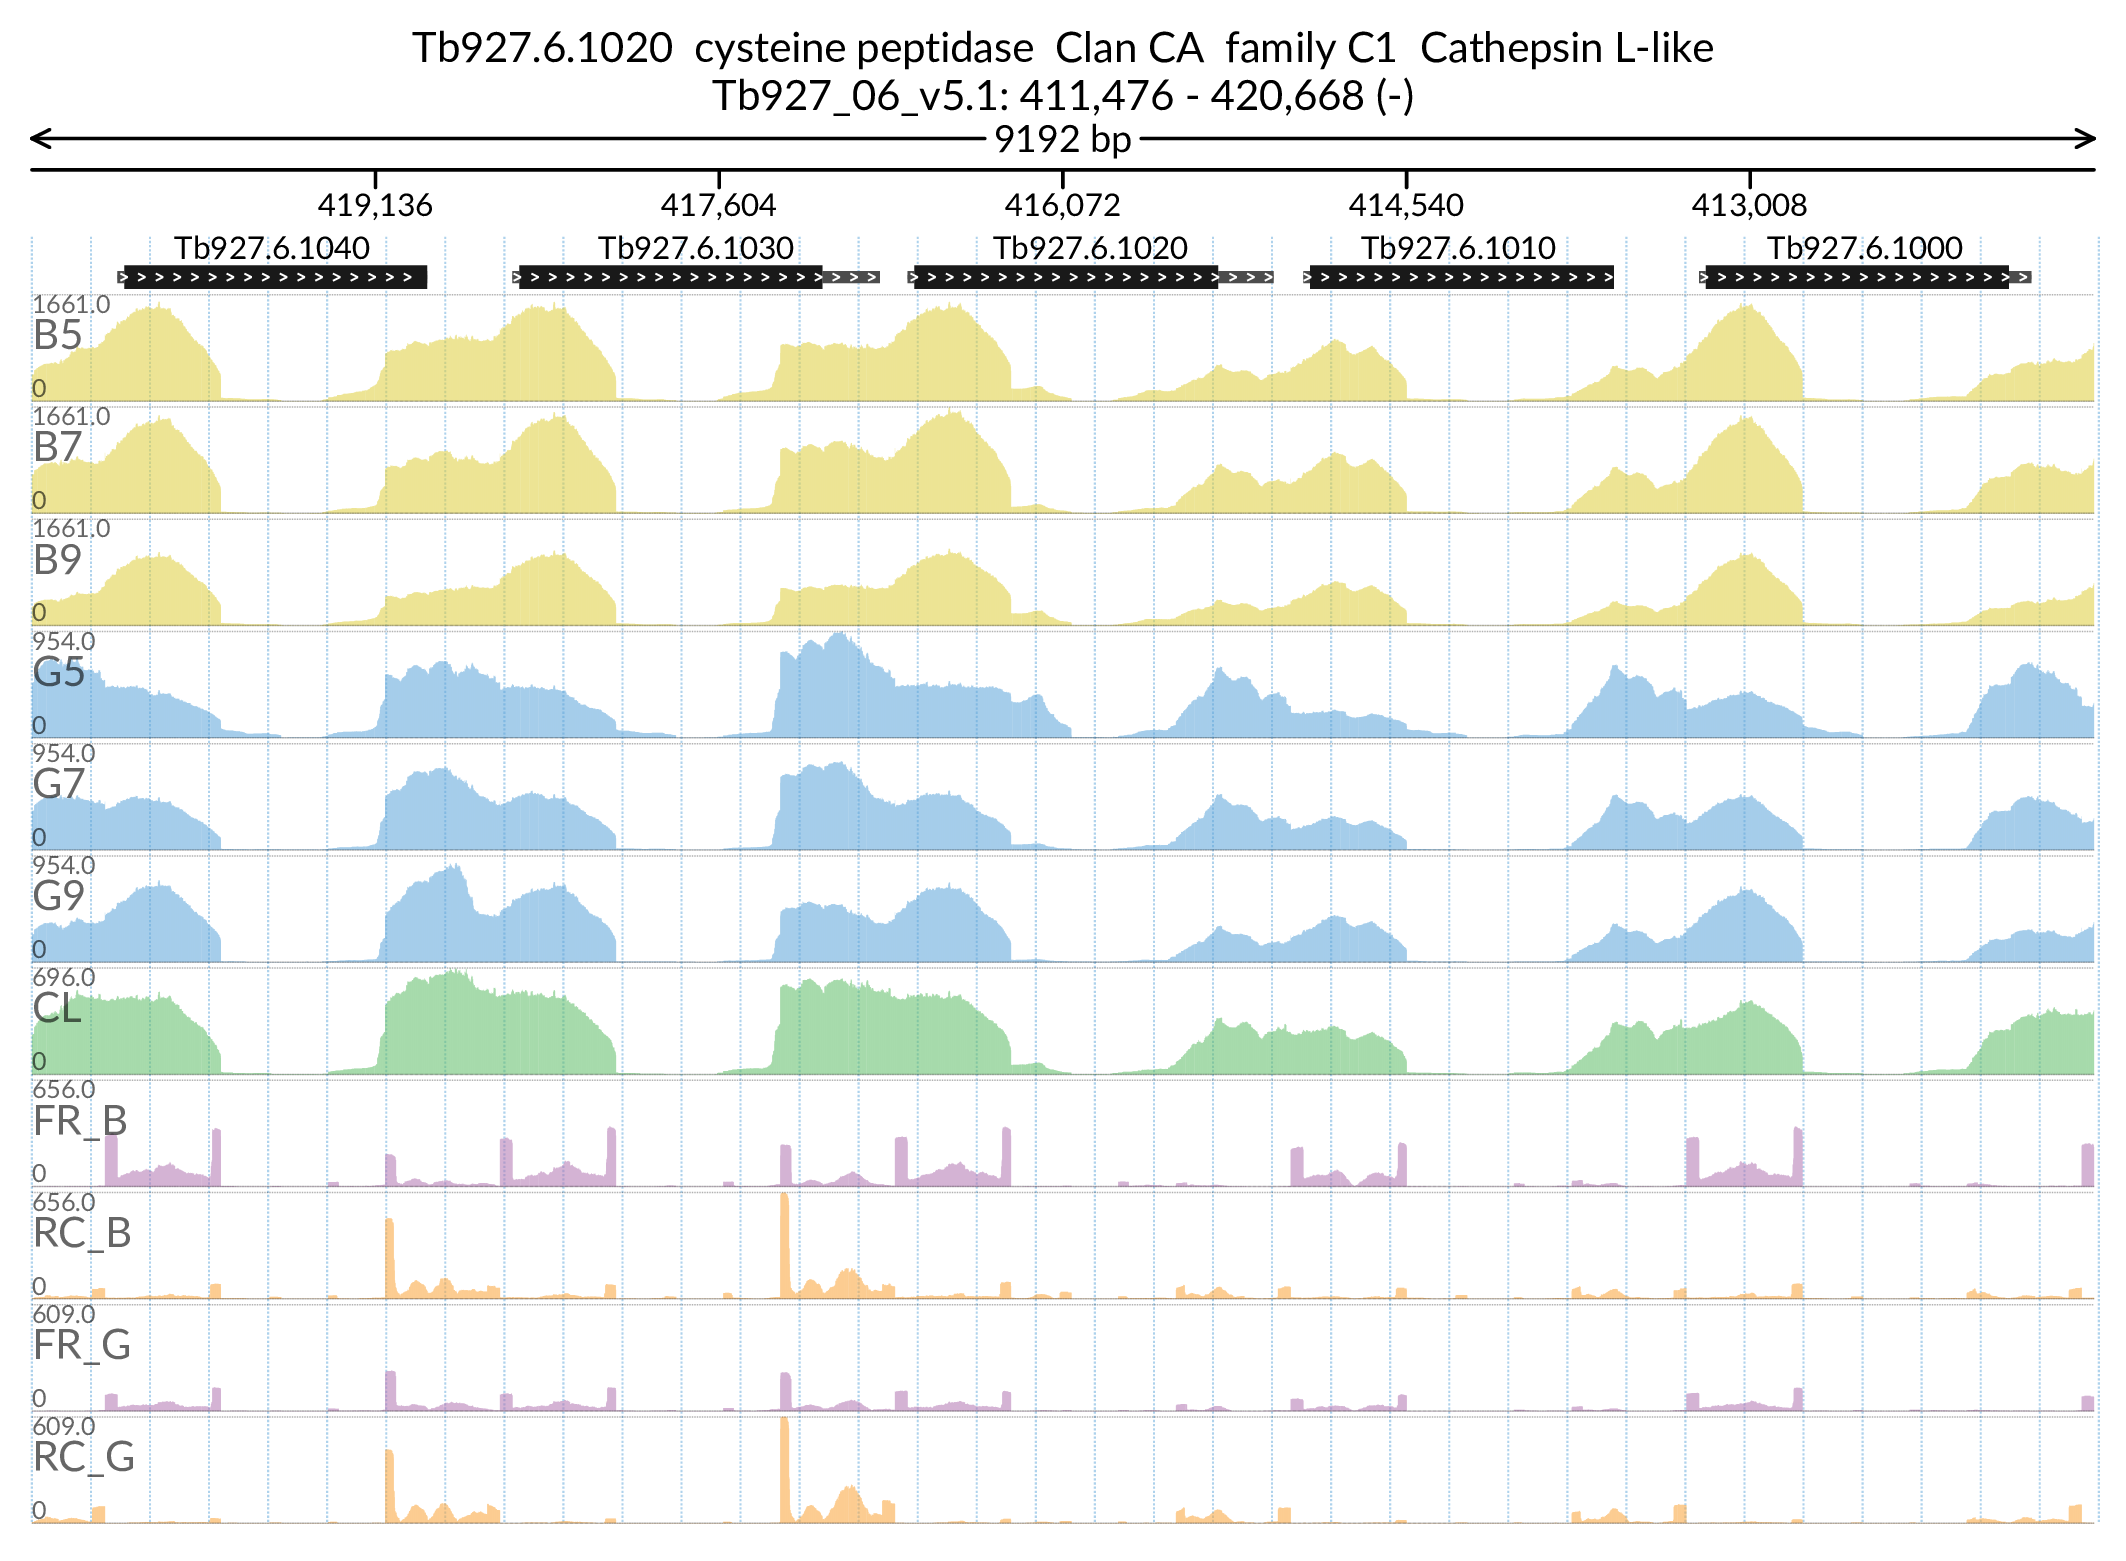 Tb927.6.1020  cysteine peptidase  Clan CA  family C1  Cathepsin L-like
Tb927_06_v5.1: 411,476 - 420,668 (-)
9192 bp
419,136 417,604 416,072 414,540 413,008
Tb927.6.1040 Tb927.6.1030 Tb927.6.1020 Tb927.6.1010 Tb927.6.1000
1661.0
B5
0
1661.0
B7
0
1661.0
B9
0
954.0
G5
0
954.0
G7
0
954.0
G9
0
696.0
CL
0
656.0
FR_B
0
656.0
RC_B
0
609.0
FR_G
0
609.0
RC_G
0